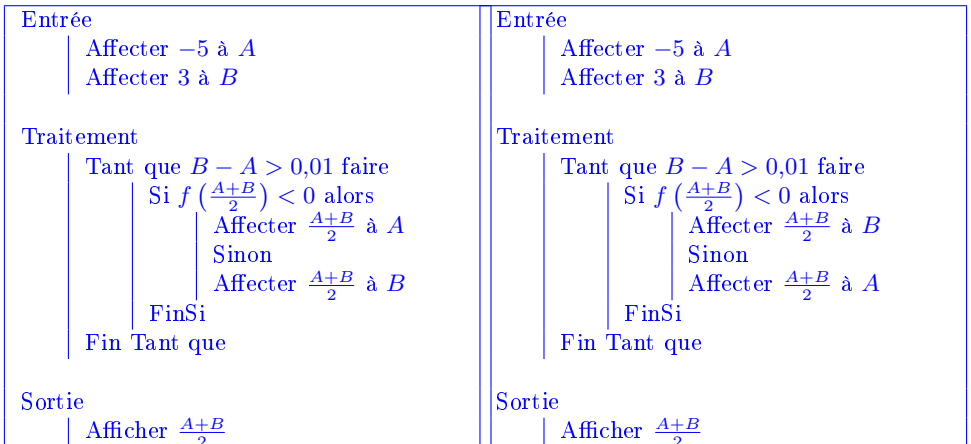 Entrée
Affecter −5 à A
Affecter 3 à B
Traitement
Tant que B − A > 0,01 faire
Si f (A+B/2) < 0 alors
Affecter A+B/2 à A
Sinon
Affecter A+B/2 à B
FinSi
Fin Tant que
Sortie
Afficher A+B/2
Entrée
Affecter −5 à A
Affecter 3 à B
Traitement
Tant que B − A > 0,01 faire
Si f (A+B/2) < 0 alors
Affecter A+B/2 à B
Sinon
Affecter A+B/2 à A
FinSi
Fin Tant que
Sortie
Afficher A+B/2